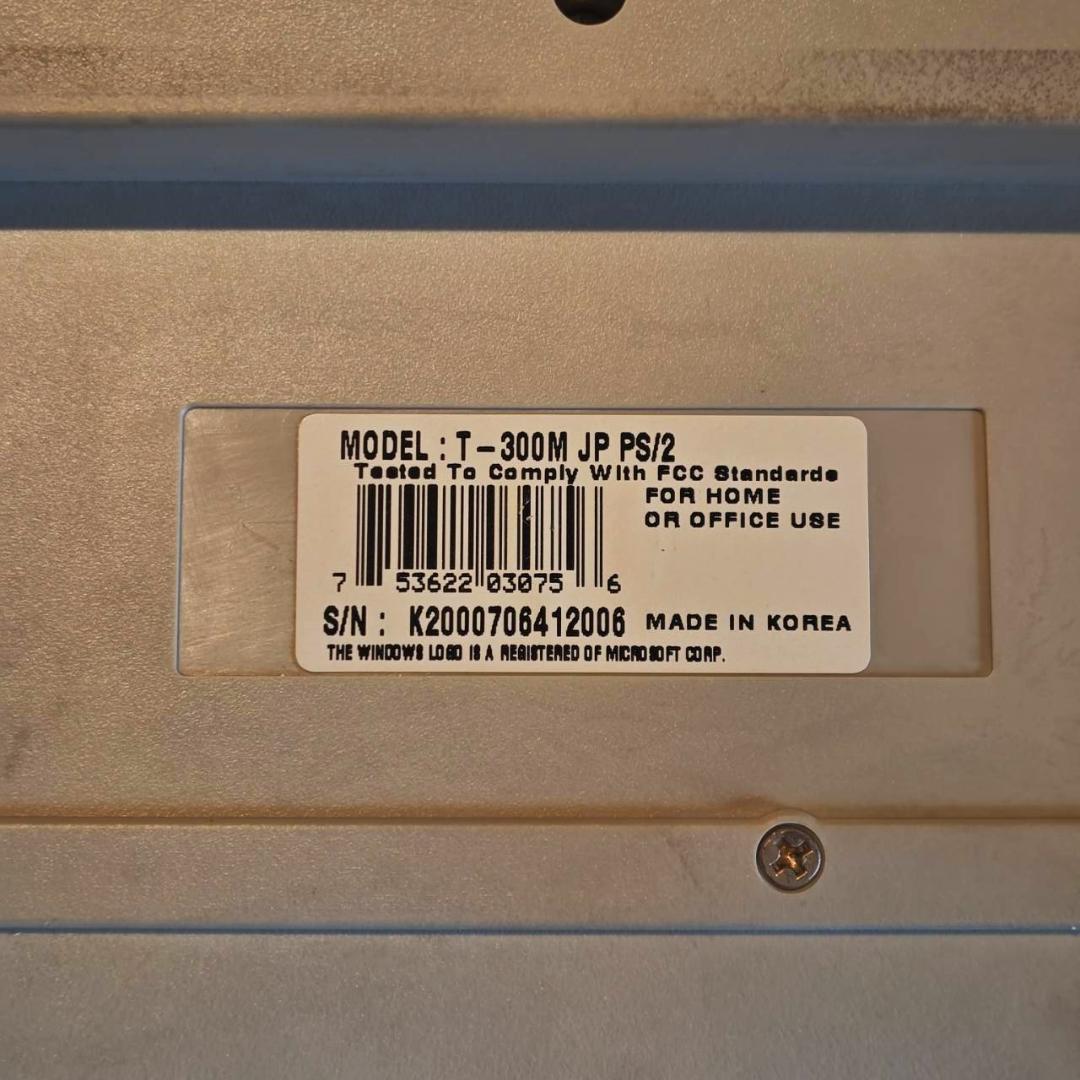 MODEL : T-300M JP PS/2
Tested To Comply With FCC Standards
FOR HOME
OR OFFICE USE
7 53622 03075 6
S/N : K2000706412006 MADE IN KOREA
THE WINDOWS LOGO IS A REGISTERED OF MICROSOFT CORP.